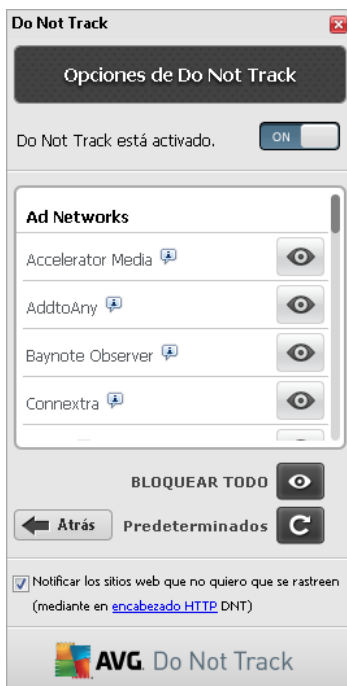 Do Not Track
Opciones de Do Not Track
Do Not Track está activado.
ON
Ad Networks
Accelerator Media
AddtoAny
Baynote Observer
Connextra
BLOQUEAR TODO
Atrás
Predeterminados
Notificar los sitios web que no quiero que se rastreen
(mediante en encabezado HTTP DNT)
AVG. Do Not Track